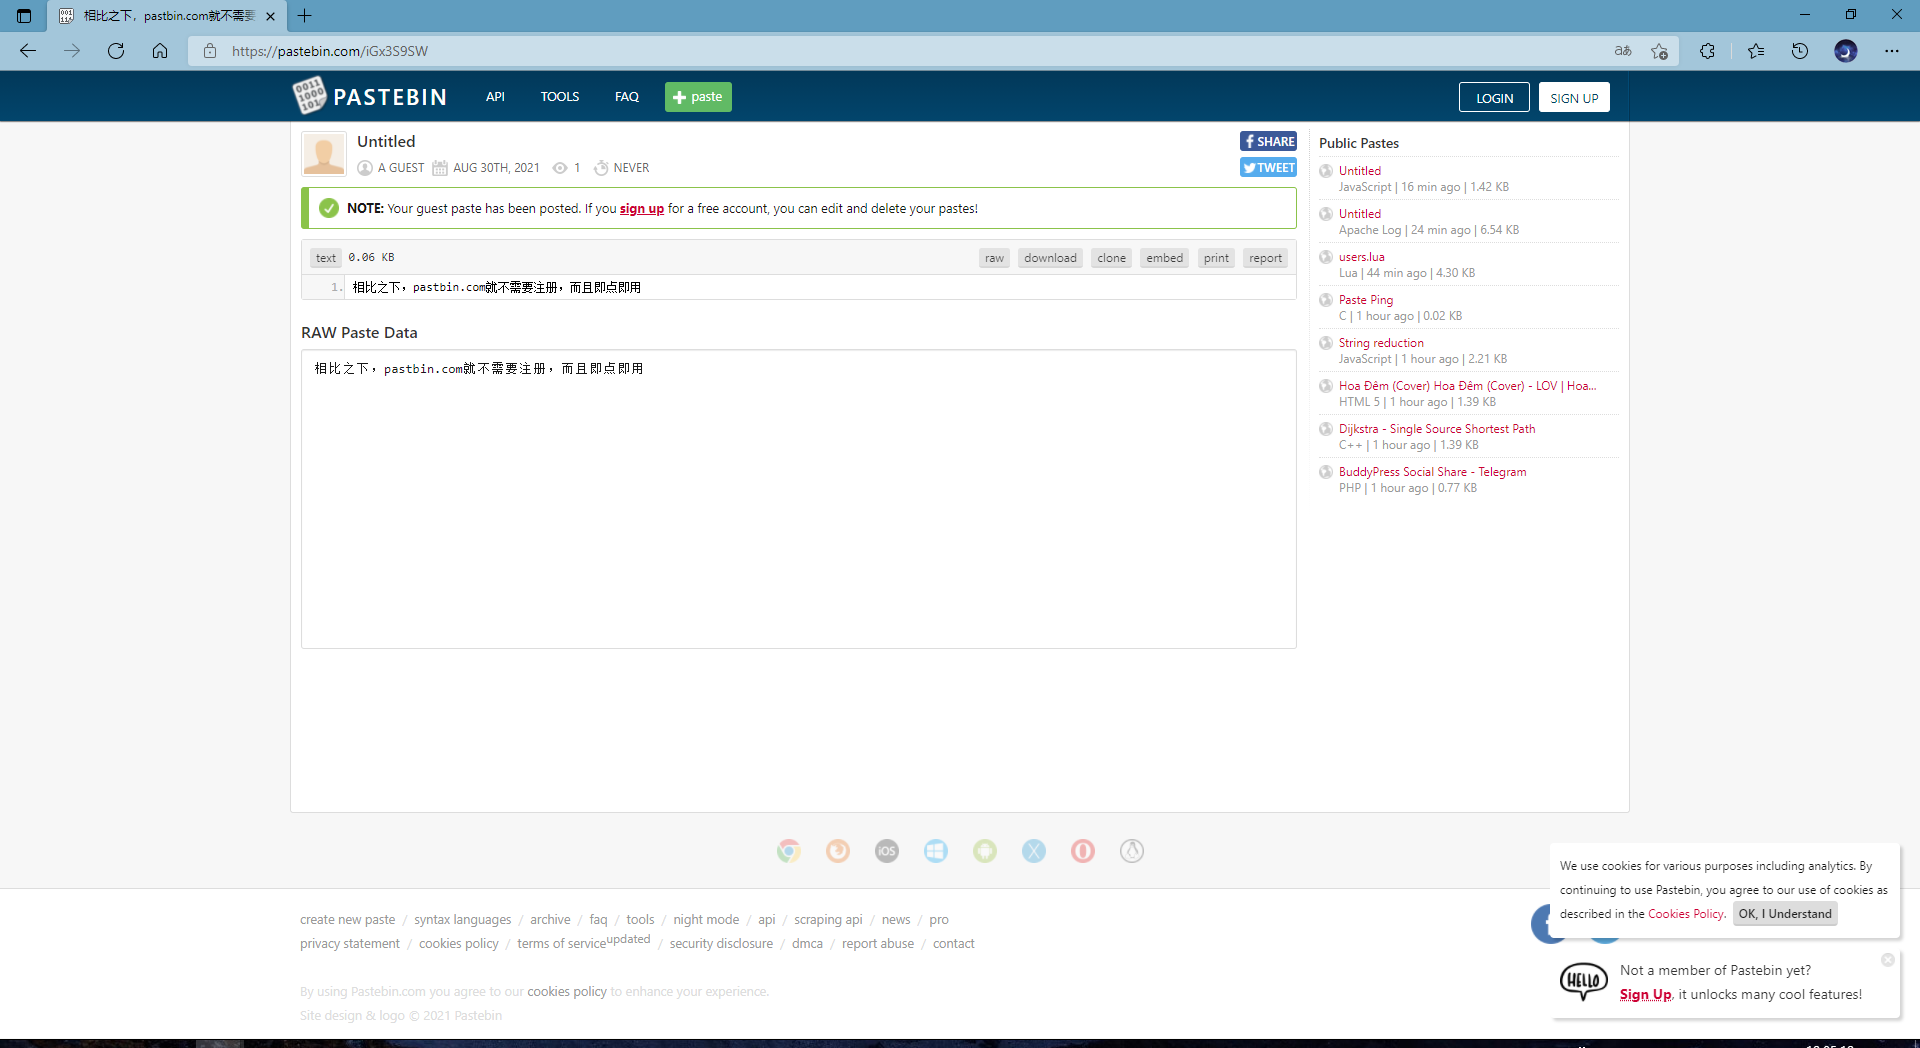 相比之下，pastbin.com就不需要
https://pastebin.com/iGx3S9SW
aあ
PASTEBIN
API
TOOLS
FAQ
paste
LOGIN
SIGN UP
Untitled
A GUEST
AUG 30TH, 2021
1
NEVER
SHARE
TWEET
NOTE: Your guest paste has been posted. If you sign up for a free account, you can edit and delete your pastes!
text 0.06 KB
raw
download
clone
embed
print
report
1. 相比之下，pastbin.com就不需要注册，而且即点即用
RAW Paste Data
相比之下，pastbin.com就不需要注册，而且即点即用
Public Pastes
Untitled
JavaScript | 16 min ago | 1.42 KB
Untitled
Apache Log | 24 min ago | 6.54 KB
users.lua
Lua | 44 min ago | 4.30 KB
Paste Ping
C | 1 hour ago | 0.02 KB
String reduction
JavaScript | 1 hour ago | 2.21 KB
Hoa Đêm (Cover) Hoa Đêm (Cover) - LOV | Hoa...
HTML 5 | 1 hour ago | 1.39 KB
Dijkstra - Single Source Shortest Path
C++ | 1 hour ago | 1.39 KB
BuddyPress Social Share - Telegram
PHP | 1 hour ago | 0.77 KB
iOS
create new paste / syntax languages / archive / faq / tools / night mode / api / scraping api / news / pro
privacy statement / cookies policy / terms of service updated / security disclosure / dmca / report abuse / contact
By using Pastebin.com you agree to our cookies policy to enhance your experience.
Site design & logo © 2021 Pastebin
We use cookies for various purposes including analytics. By
continuing to use Pastebin, you agree to our use of cookies as
described in the Cookies Policy. OK, I Understand
HELLO
Not a member of Pastebin yet?
Sign Up, it unlocks many cool features!